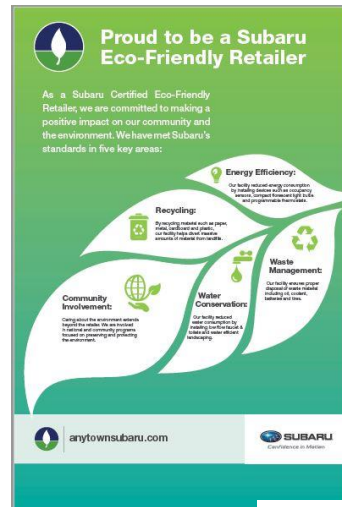 Proud to be a Subaru
Eco-Friendly Retailer
As a Subaru Certified Eco-Friendly
Retailer, we are committed to making a
positive impact on our community and
the environment. We have met Subaru's
standards in five key areas:
Energy Efficiency:
Our facility reduced energy consumption
by installing devices such as occupancy
sensors, compact florescent light bulbs
and programmable thermostats.
Recycling:
By recycling material such as paper,
metal, cardboard and plastic,
our facility helps divert massive
amounts of material from landfills.
Waste
Management:
Our facility ensures proper
disposal of waste material
including oil, coolant,
batteries and tires.
Water
Conservation:
Our facility reduced
water consumption by
installing low flow faucet &
toilets and water efficient
landscaping.
Community
Involvement:
Caring about the environment extends
beyond the retailer. We are involved
in national and community programs
focused on preserving and protecting
the environment.
anytownsubaru.com
SUBARU
Confidence in Motion